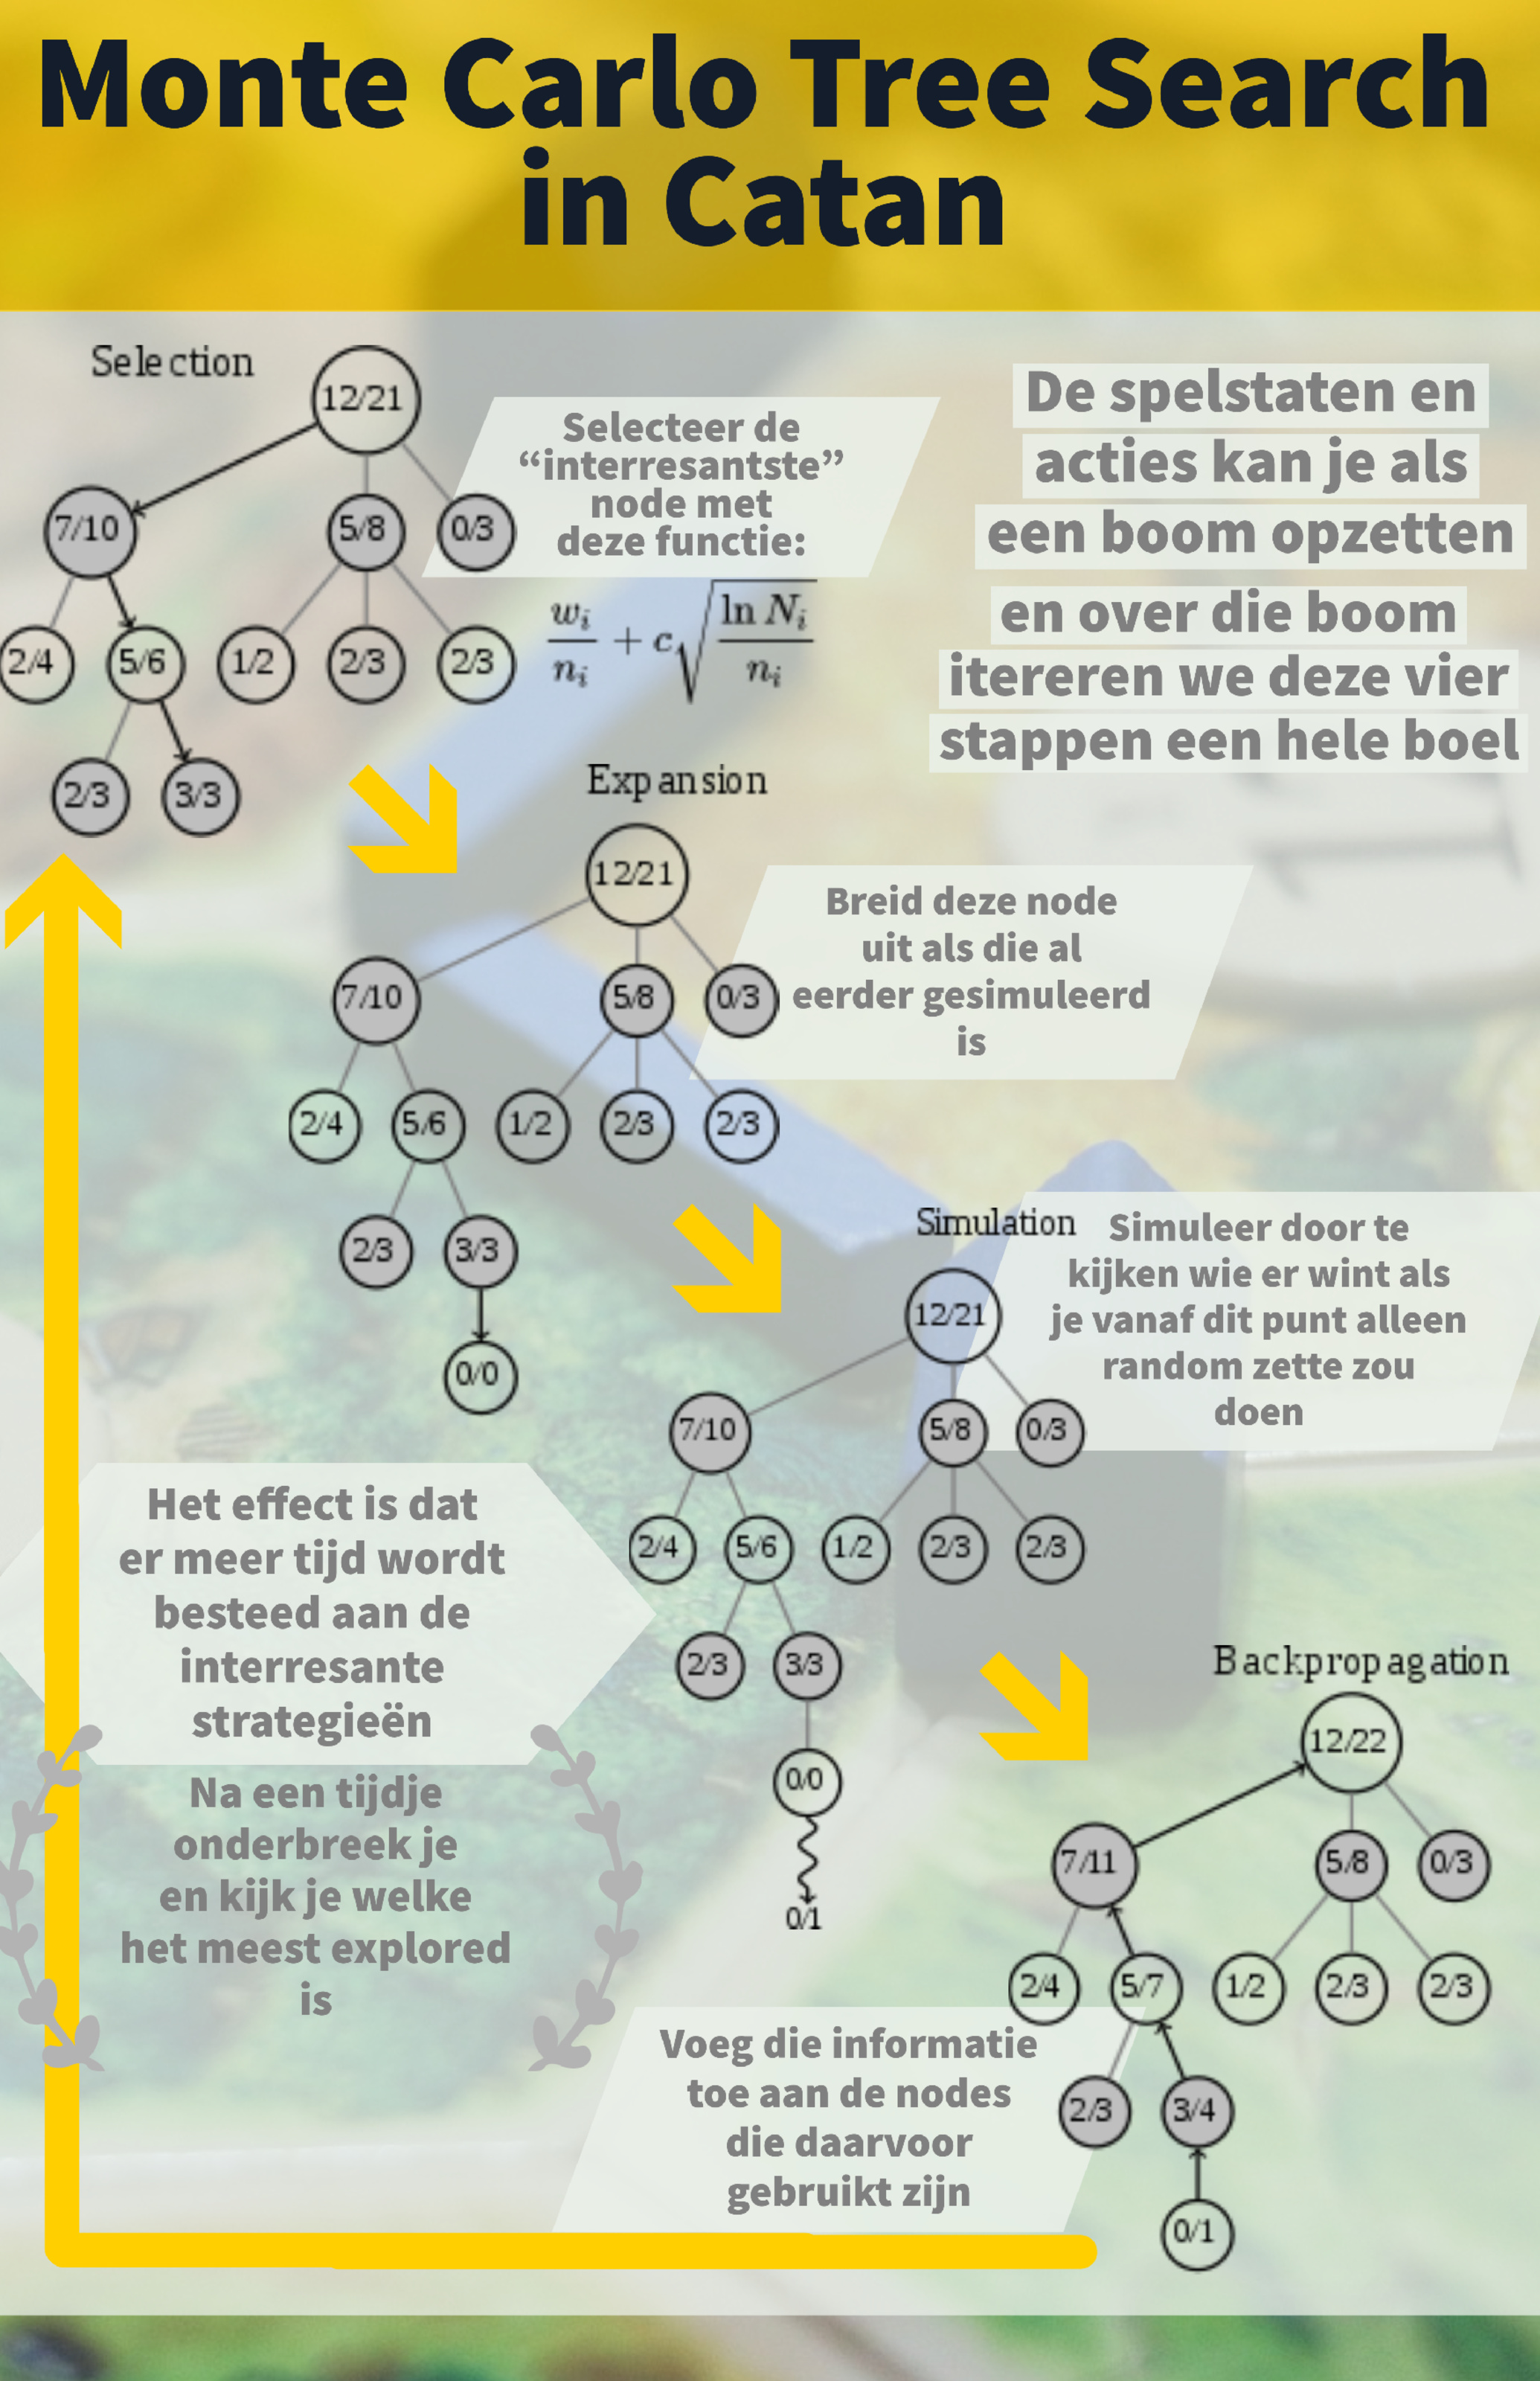 Monte Carlo Tree Search
in Catan
Selection
12/21
7/10
5/8
0/3
2/4
5/6
1/2
2/3
2/3
2/3
3/3
Selecteer de
“interresantste”
node met
deze functie:
w_i/n_i + c√(ln N_i/n_i)
De spelstaten en
acties kan je als
een boom opzetten
en over die boom
itereren we deze vier
stappen een hele boel
Expansion
12/21
7/10
5/8
0/3
2/4
5/6
1/2
2/3
2/3
2/3
3/3
0/0
Breid deze node
uit als die al
eerder gesimuleerd
is
Simulation
12/21
7/10
5/8
0/3
2/4
5/6
1/2
2/3
2/3
2/3
3/3
0/0
0/1
Simuleer door te
kijken wie er wint als
je vanaf dit punt alleen
random zette zou
doen
Het effect is dat
er meer tijd wordt
besteed aan de
interresante
strategieën
Na een tijdje
onderbreek je
en kijk je welke
het meest explored
is
Backpropagation
12/22
7/11
5/8
0/3
2/4
5/7
1/2
2/3
2/3
2/3
3/4
0/1
Voeg die informatie
toe aan de nodes
die daarvoor
gebruikt zijn